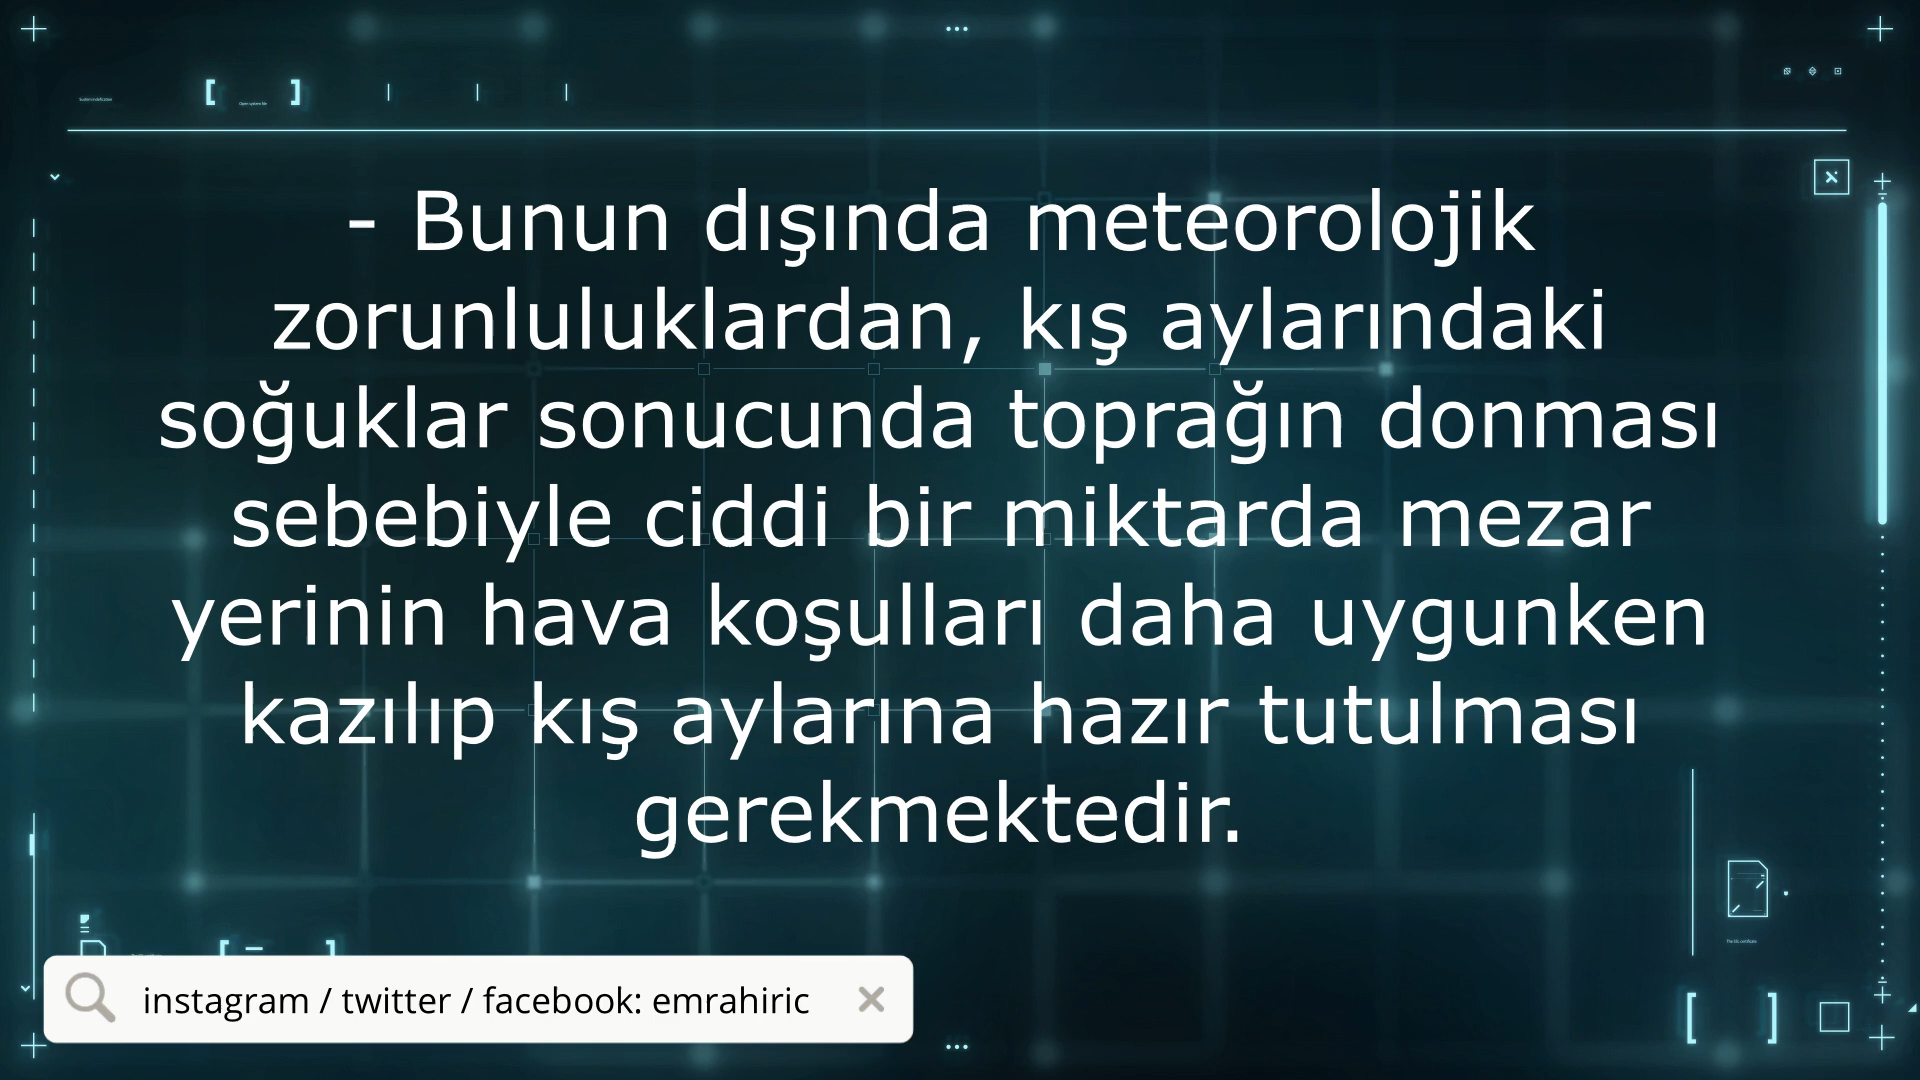 - Bunun dışında meteorolojik
zorunluluklardan, kış aylarındaki
soğuklar sonucunda toprağın donması
sebebiyle ciddi bir miktarda mezar
yerinin hava koşulları daha uygunken
kazılıp kış aylarına hazır tutulması
gerekmektedir.
instagram / twitter / facebook: emrahiric